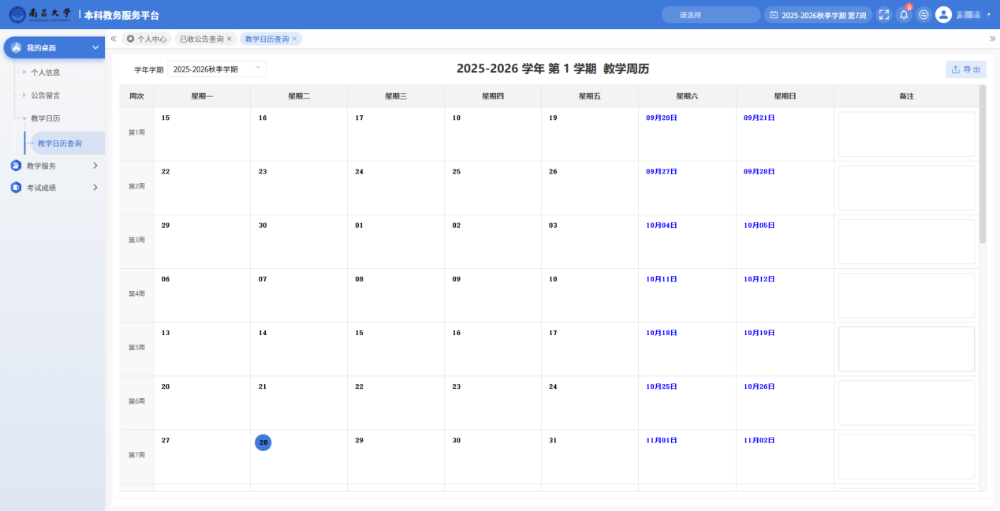 南昌大学 本科教务服务平台 请选择 2025-2026秋季学期 第7周 0
我的桌面
个人信息
公告留言
教学日历
教学日历查询
教学服务
考试成绩
个人中心 已收公告查询 教学日历查询
学年学期 2025-2026秋季学期 2025-2026 学年 第 1 学期 教学周历 导 出
周次 星期一 星期二 星期三 星期四 星期五 星期六 星期日 备注
第1周 15 16 17 18 19 09月20日 09月21日
第2周 22 23 24 25 26 09月27日 09月28日
第3周 29 30 01 02 03 10月04日 10月05日
第4周 06 07 08 09 10 10月11日 10月12日
第5周 13 14 15 16 17 10月18日 10月19日
第6周 20 21 22 23 24 10月25日 10月26日
第7周 27 28 29 30 31 11月01日 11月02日